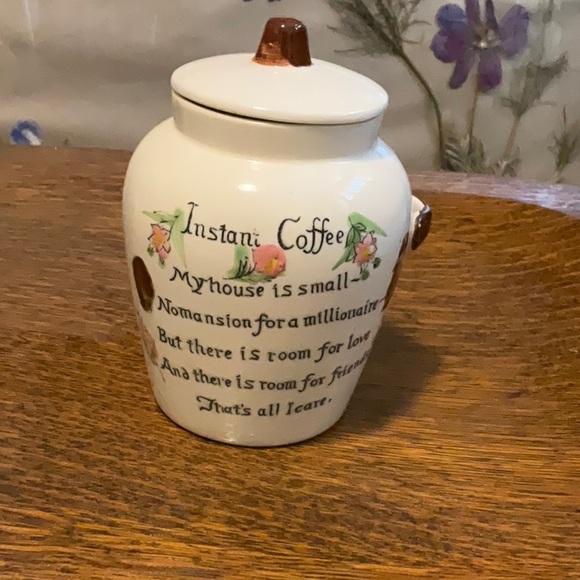 Instant Coffee
My house is small-
No mansion for a millionaire-
But there is room for love
And there is room for friends
That's all I care.